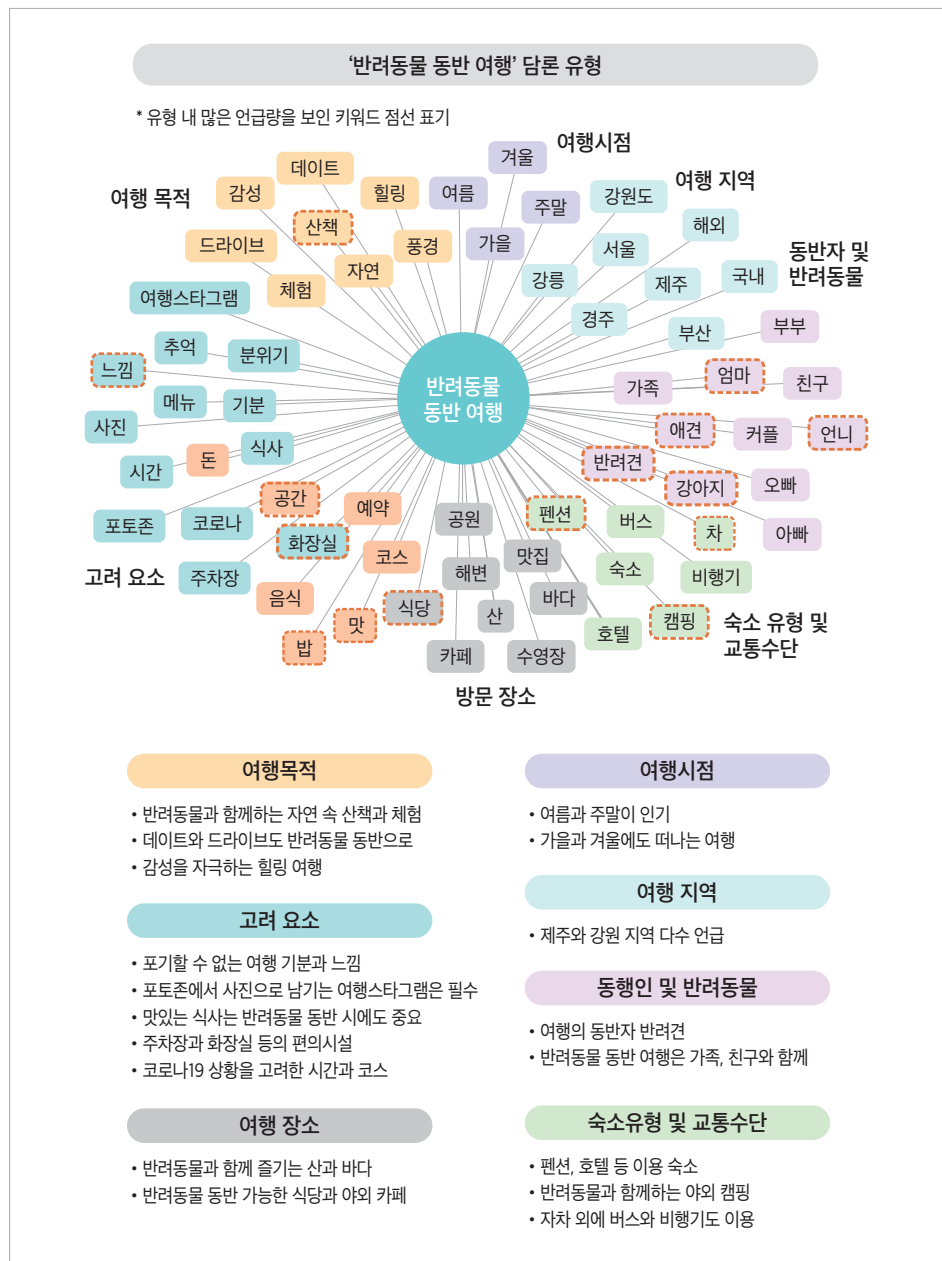 ‘반려동물 동반 여행’ 담론 유형
* 유형 내 많은 언급량을 보인 키워드 점선 표기
여행시점
겨울
데이트
여행 목적
감성
힐링
여름
주말
강원도
여행 지역
산책
해외
드라이브
풍경
가을
서울
동반자 및
반려동물
자연
체험
강릉
제주
국내
여행스타그램
경주
부산
부부
추억
분위기
느낌
반려동물
동반 여행
가족
엄마
친구
메뉴
기분
사진
애견
커플
언니
돈
식사
시간
반려견
강아지
오빠
공간
예약
포토존
코로나
화장실
공원
펜션
버스
차
아빠
코스
맛집
고려 요소
주차장
해변
숙소
비행기
음식
식당
산
바다
맛
캠핑
숙소 유형 및
교통수단
밥
카페
수영장
호텔
방문 장소
여행목적
• 반려동물과 함께하는 자연 속 산책과 체험
• 데이트와 드라이브도 반려동물 동반으로
• 감성을 자극하는 힐링 여행
고려 요소
• 포기할 수 없는 여행 기분과 느낌
• 포토존에서 사진으로 남기는 여행스타그램은 필수
• 맛있는 식사는 반려동물 동반 시에도 중요
• 주차장과 화장실 등의 편의시설
• 코로나19 상황을 고려한 시간과 코스
여행 장소
• 반려동물과 함께 즐기는 산과 바다
• 반려동물 동반 가능한 식당과 야외 카페
여행시점
• 여름과 주말이 인기
• 가을과 겨울에도 떠나는 여행
여행 지역
• 제주와 강원 지역 다수 언급
동행인 및 반려동물
• 여행의 동반자 반려견
• 반려동물 동반 여행은 가족, 친구와 함께
숙소유형 및 교통수단
• 펜션, 호텔 등 이용 숙소
• 반려동물과 함께하는 야외 캠핑
• 자차 외에 버스와 비행기도 이용